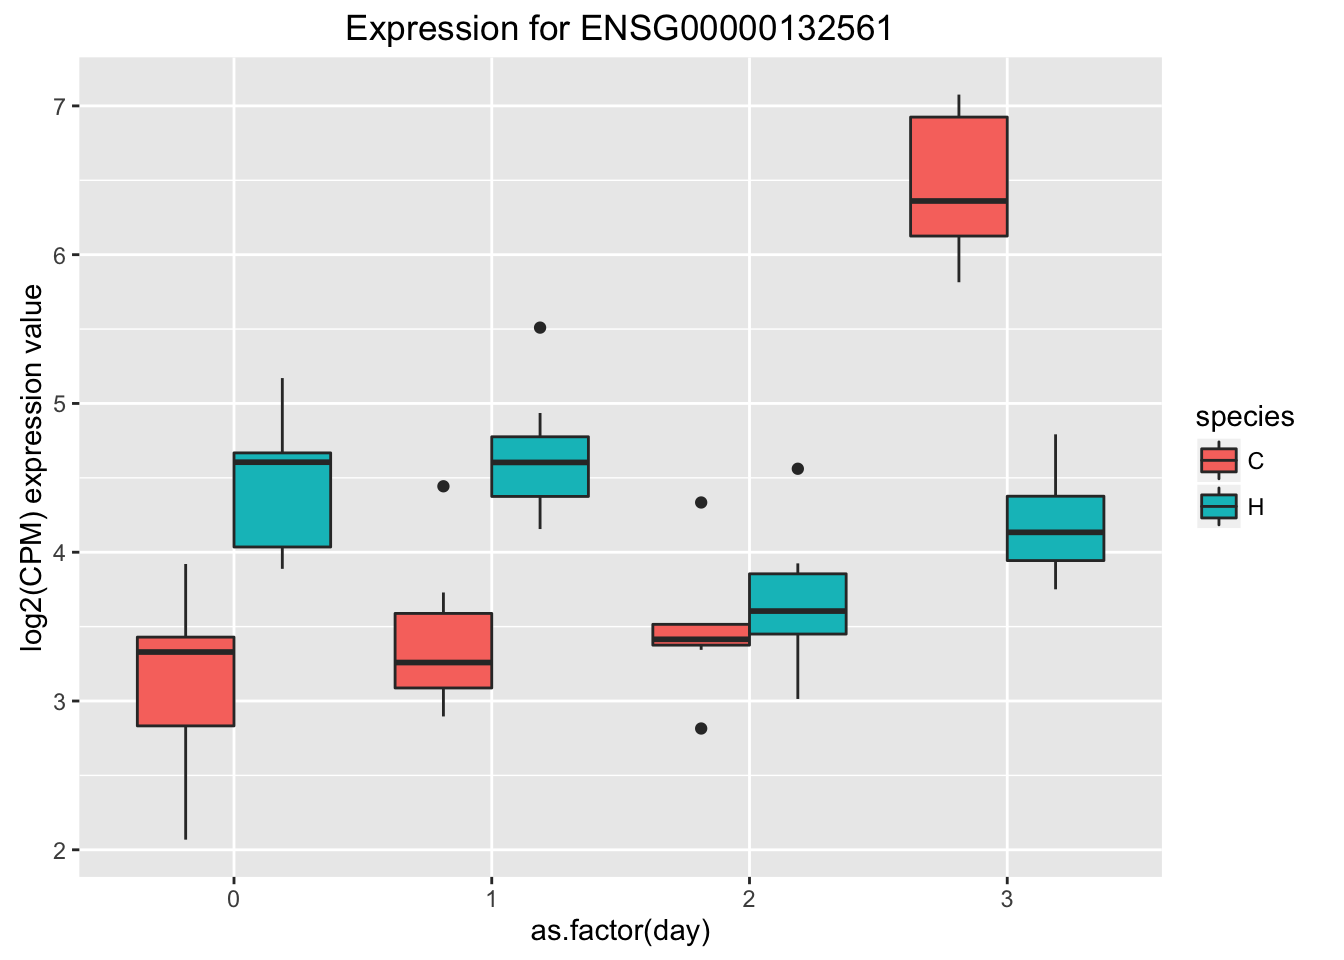 Expression for ENSG00000132561
log2(CPM) expression value
7
6
5
4
3
2
0 1 2 3
as.factor(day)
species
C
H